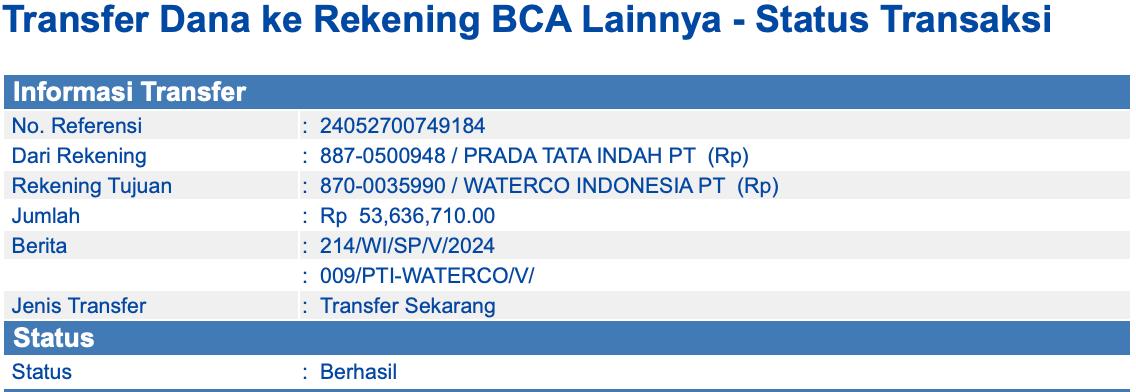 Transfer Dana ke Rekening BCA Lainnya - Status Transaksi
Informasi Transfer
No. Referensi : 24052700749184
Dari Rekening : 887-0500948 / PRADA TATA INDAH PT (Rp)
Rekening Tujuan : 870-0035990 / WATERCO INDONESIA PT (Rp)
Jumlah : Rp 53,636,710.00
Berita : 214/WI/SP/V/2024
: 009/PTI-WATERCO/V/
Jenis Transfer : Transfer Sekarang
Status
Status : Berhasil